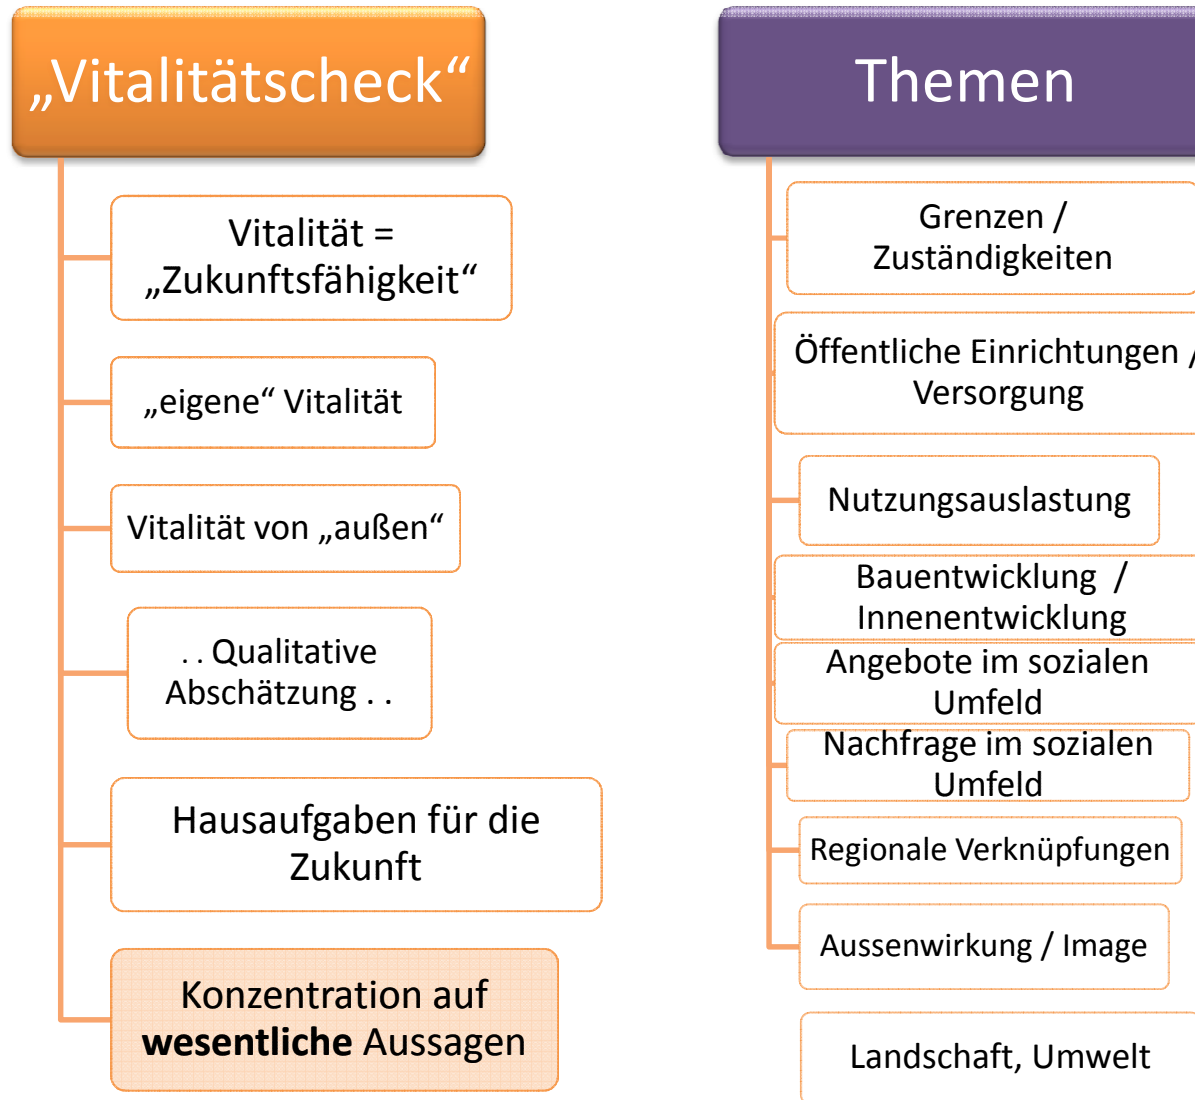 „Vitalitätscheck“
Vitalität =
„Zukunftsfähigkeit“
„eigene“ Vitalität
Vitalität von „außen“
. . Qualitative
Abschätzung . .
Hausaufgaben für die
Zukunft
Konzentration auf
wesentliche Aussagen
Themen
Grenzen /
Zuständigkeiten
Öffentliche Einrichtungen /
Versorgung
Nutzungsauslastung
Bauentwicklung /
Innenentwicklung
Angebote im sozialen
Umfeld
Nachfrage im sozialen
Umfeld
Regionale Verknüpfungen
Aussenwirkung / Image
Landschaft, Umwelt